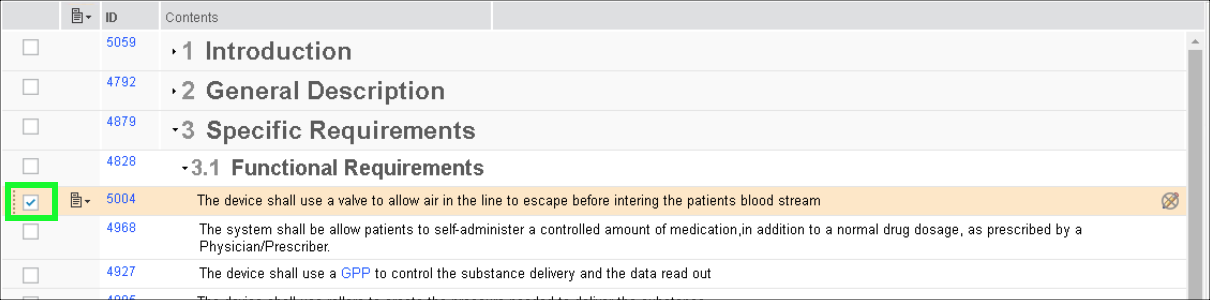 ID Contents
5059 1 Introduction
4792 2 General Description
4879 3 Specific Requirements
4828 3.1 Functional Requirements
5004 The device shall use a valve to allow air in the line to escape before intering the patients blood stream
4968 The system shall be allow patients to self-administer a controlled amount of medication,in addition to a normal drug dosage, as prescribed by a
Physician/Prescriber.
4927 The device shall use a GPP to control the substance delivery and the data read out